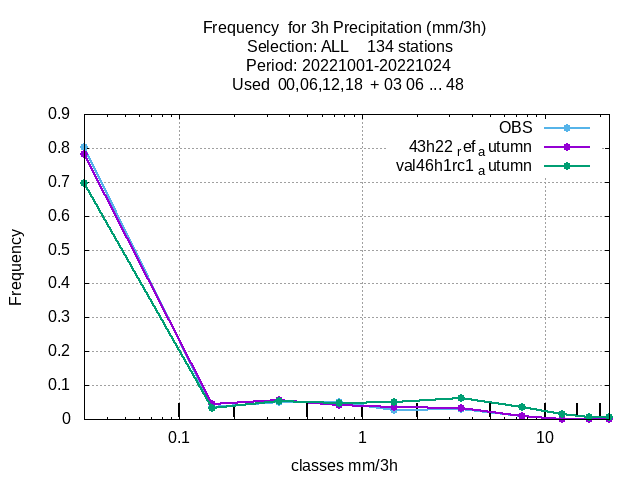 Frequency  for 3h Precipitation (mm/3h)
Selection: ALL    134 stations
Period: 20221001-20221024
Used  00,06,12,18  + 03 06 ... 48
OBS
43h22 ref autumn
val46h1rc1 autumn
0.9
0.8
0.7
0.6
0.5
0.4
0.3
0.2
0.1
0
Frequency
0.1 1 10
classes mm/3h